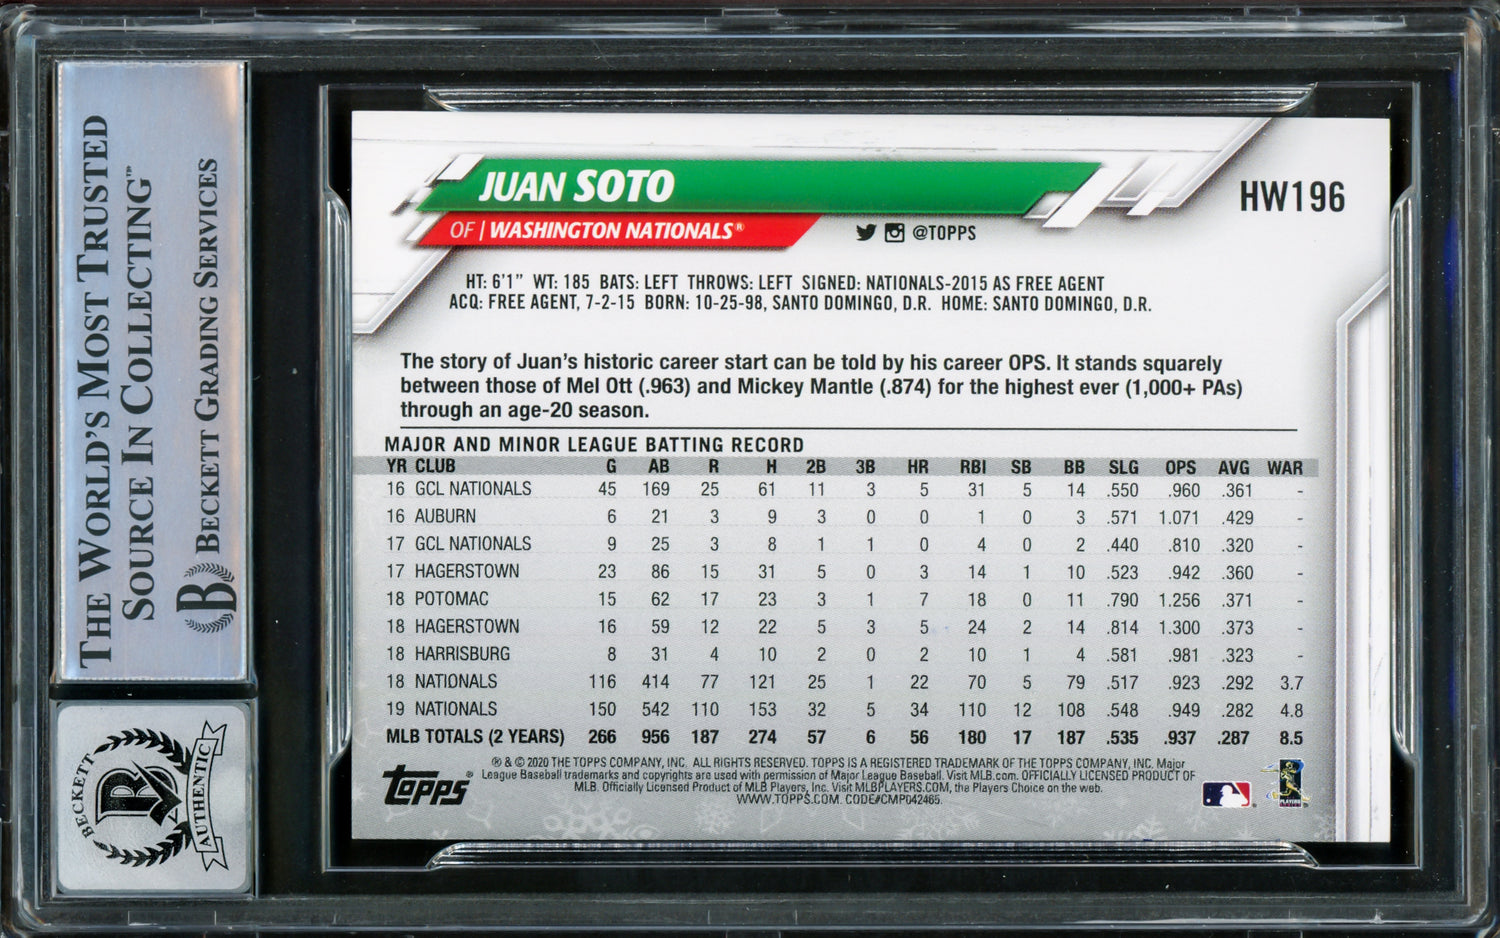 THE WORLD'S MOST TRUSTED
SOURCE IN COLLECTING™
BECKETT GRADING SERVICES
B
BECKETT
AUTHENTIC
JUAN SOTO
HW196
OF | WASHINGTON NATIONALS®
@TOPPS
HT: 6'1" WT: 185 BATS: LEFT THROWS: LEFT SIGNED: NATIONALS-2015 AS FREE AGENT
ACQ: FREE AGENT, 7-2-15 BORN: 10-25-98, SANTO DOMINGO, D.R. HOME: SANTO DOMINGO, D.R.
The story of Juan's historic career start can be told by his career OPS. It stands squarely
between those of Mel Ott (.963) and Mickey Mantle (.874) for the highest ever (1,000+ PAs)
through an age-20 season.
MAJOR AND MINOR LEAGUE BATTING RECORD
YR CLUB G AB R H 2B 3B HR RBI SB BB SLG OPS AVG WAR
16 GCL NATIONALS 45 169 25 61 11 3 5 31 5 14 .550 .960 .361 -
16 AUBURN 6 21 3 9 3 0 0 1 0 3 .571 1.071 .429 -
17 GCL NATIONALS 9 25 3 8 1 1 0 4 0 2 .440 .810 .320 -
17 HAGERSTOWN 23 86 15 31 5 0 3 14 1 10 .523 .942 .360 -
18 POTOMAC 15 62 17 23 3 1 7 18 0 11 .790 1.256 .371 -
18 HAGERSTOWN 16 59 12 22 5 3 5 24 2 14 .814 1.300 .373 -
18 HARRISBURG 8 31 4 10 2 0 2 10 1 4 .581 .981 .323 -
18 NATIONALS 116 414 77 121 25 1 22 70 5 79 .517 .923 .292 3.7
19 NATIONALS 150 542 110 153 32 5 34 110 12 108 .548 .949 .282 4.8
MLB TOTALS (2 YEARS) 266 956 187 274 57 6 56 180 17 187 .535 .937 .287 8.5
Topps®
® & © 2020 THE TOPPS COMPANY, INC. ALL RIGHTS RESERVED. TOPPS IS A REGISTERED TRADEMARK OF THE TOPPS COMPANY, INC. Major
League Baseball trademarks and copyrights are used with permission of Major League Baseball. Visit MLB.com. OFFICIALLY LICENSED PRODUCT OF
MLB. Officially Licensed Product of MLB Players, Inc. Visit MLBPLAYERS.COM, the Players Choice on the web.
WWW.TOPPS.COM. CODE#CMP042465.
PLAYERS